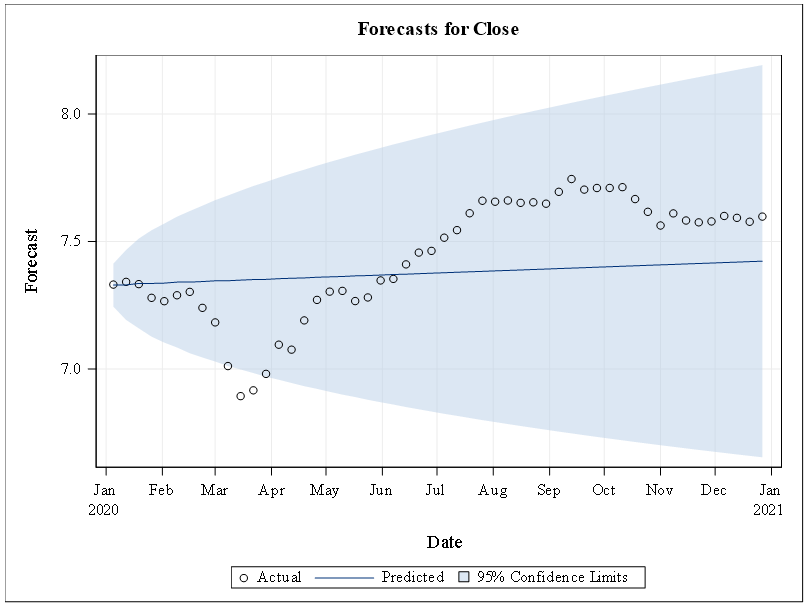 Forecasts for Close
8.0
7.5
7.0
Forecast
Jan Feb Mar Apr May Jun Jul Aug Sep Oct Nov Dec Jan
2020 2021
Date
Actual Predicted 95% Confidence Limits